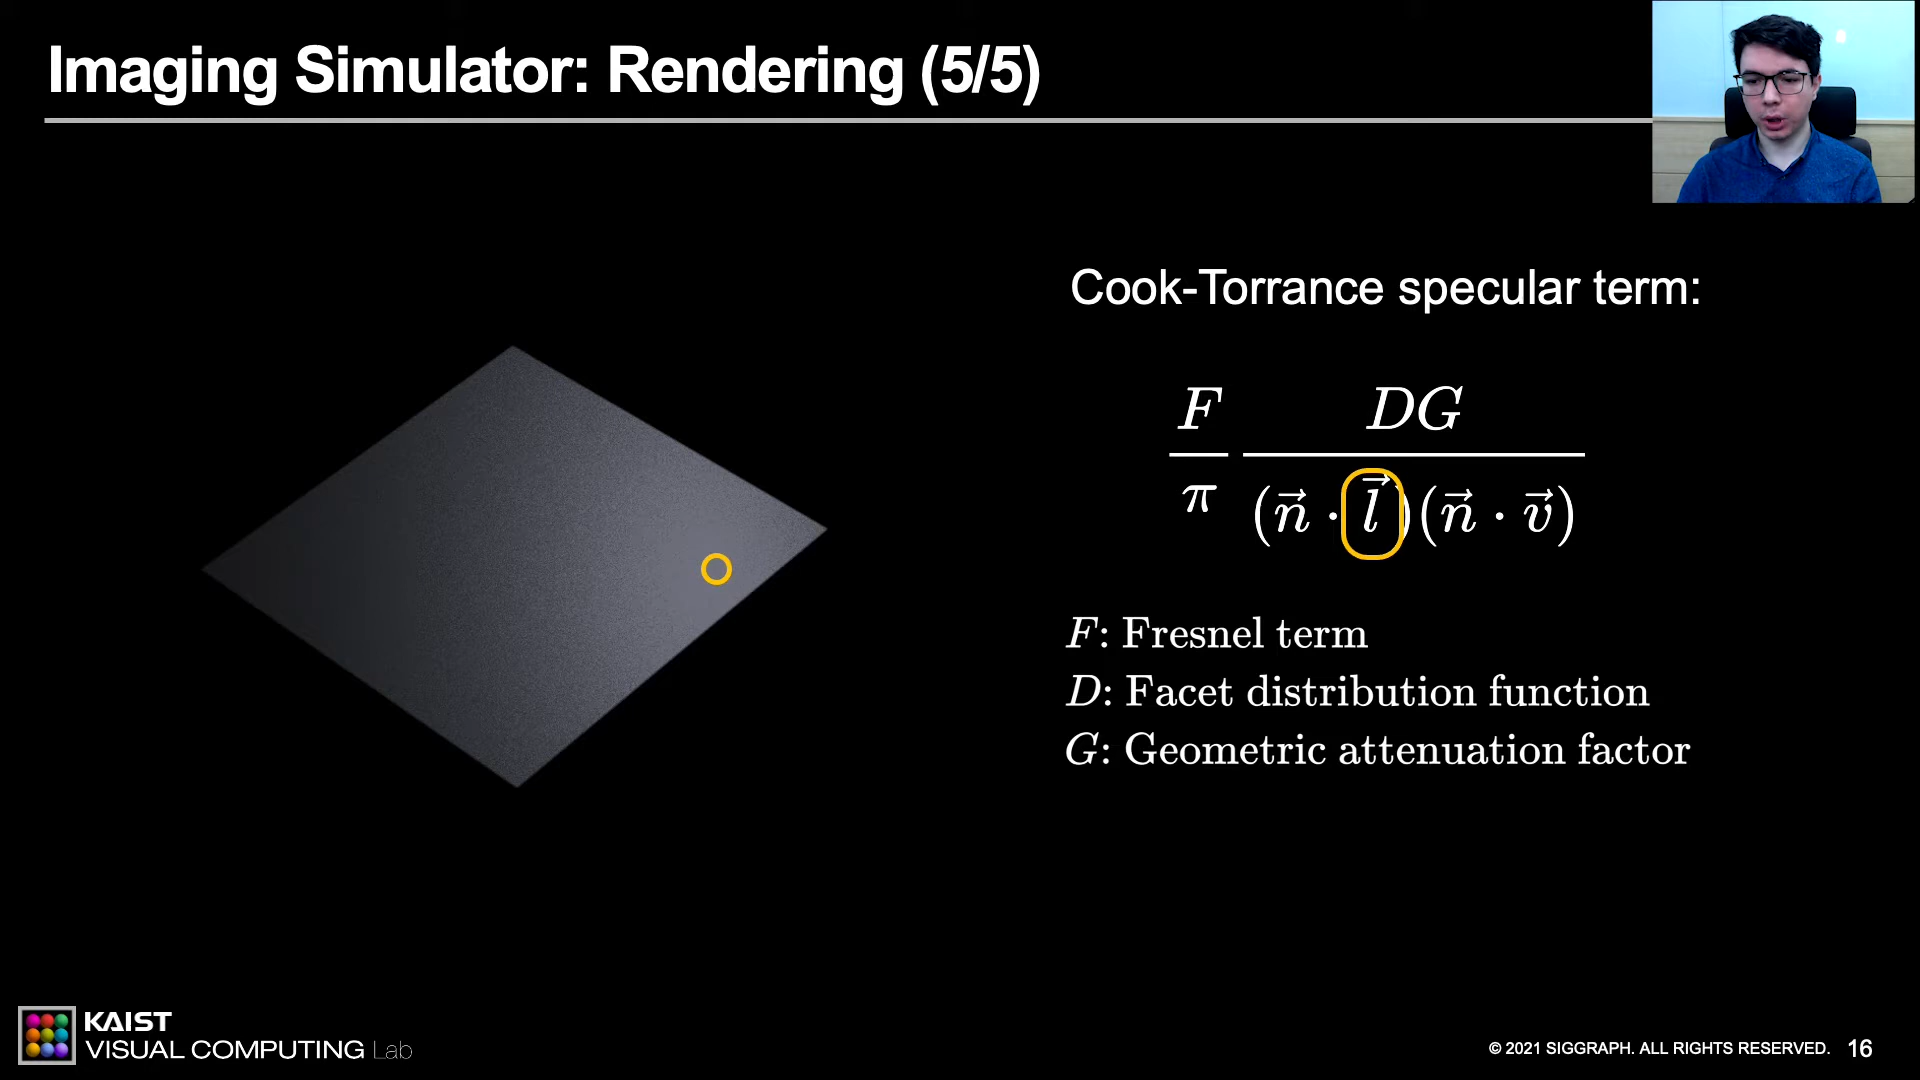 Imaging Simulator: Rendering (5/5)
Cook-Torrance specular term:
F DG
π (n⃗ · l⃗)(n⃗ · v⃗)
F: Fresnel term
D: Facet distribution function
G: Geometric attenuation factor
KAIST
VISUAL COMPUTING Lab
© 2021 SIGGRAPH. ALL RIGHTS RESERVED. 16